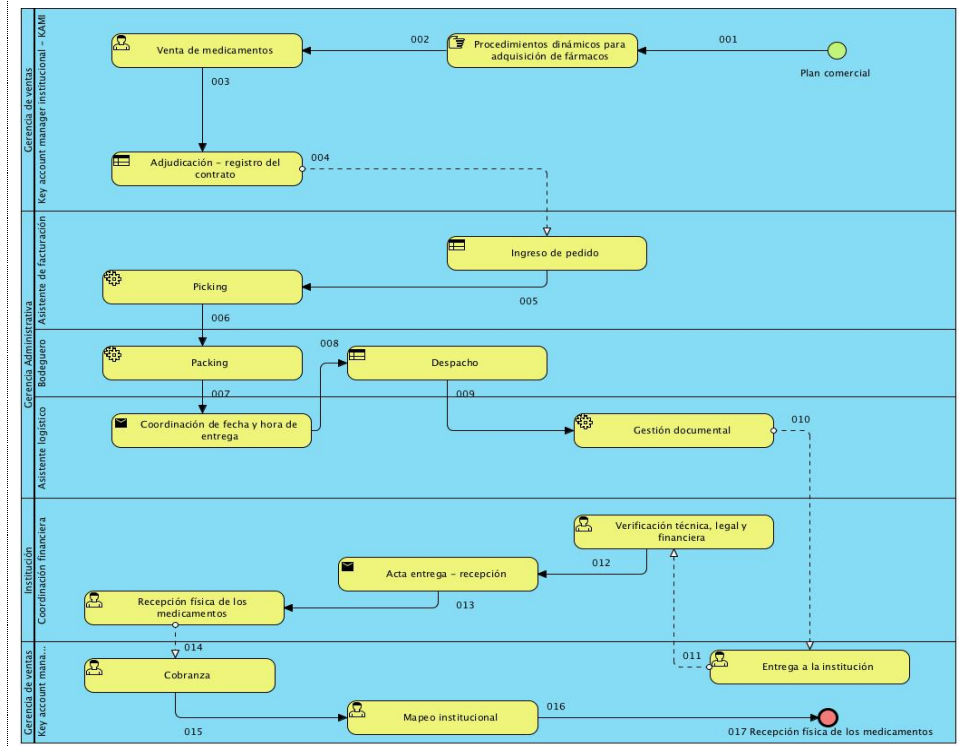 Gerencia de ventas
Key account manager institucional – KAMI
Venta de medicamentos
002
Procedimientos dinámicos para
adquisición de fármacos
001
Plan comercial
003
Adjudicación – registro del
contrato
004
Gerencia Administrativa
Asistente de facturación
Ingreso de pedido
Picking
005
006
Bodeguero
008
Packing
Despacho
007
009
Asistente logístico
Coordinación de fecha y hora de
entrega
Gestión documental
010
Institución
Coordinación financiera
Verificación técnica, legal y
financiera
012
Acta entrega – recepción
Recepción física de los
medicamentos
013
014
Gerencia de ventas
Key account mana...
011
Entrega a la institución
Cobranza
Mapeo institucional
016
015
017 Recepción física de los medicamentos